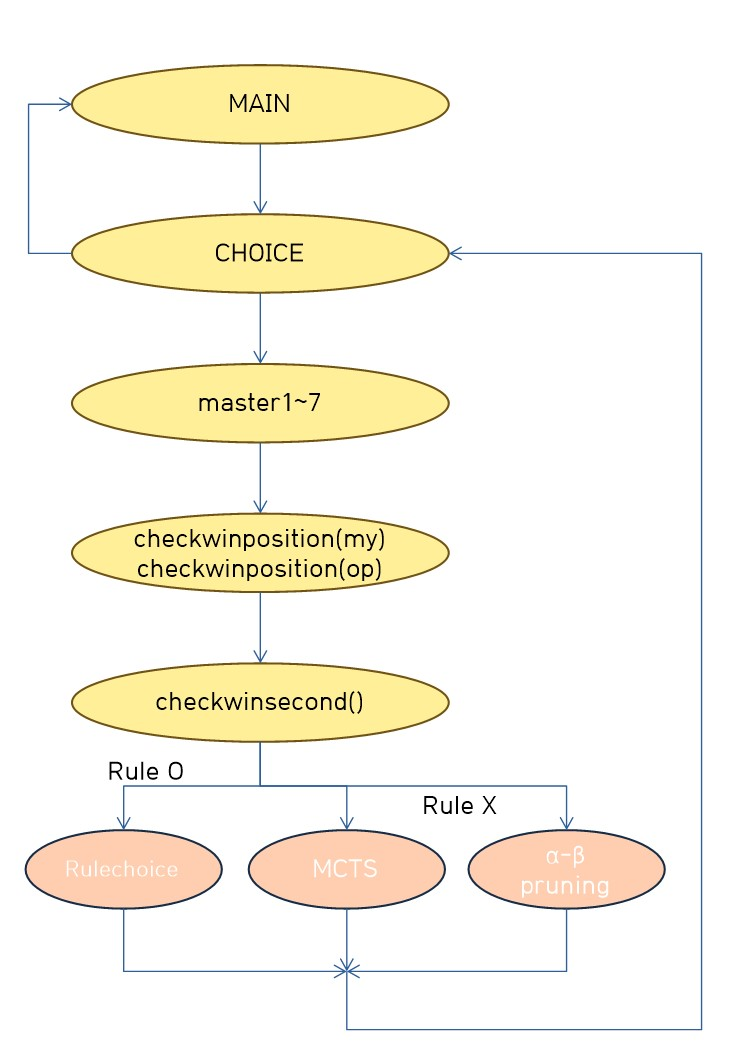 MAIN
CHOICE
master1~7
checkwinposition(my)
checkwinposition(op)
checkwinsecond()
Rule O
Rule X
Rulechoice
MCTS
α-β
pruning